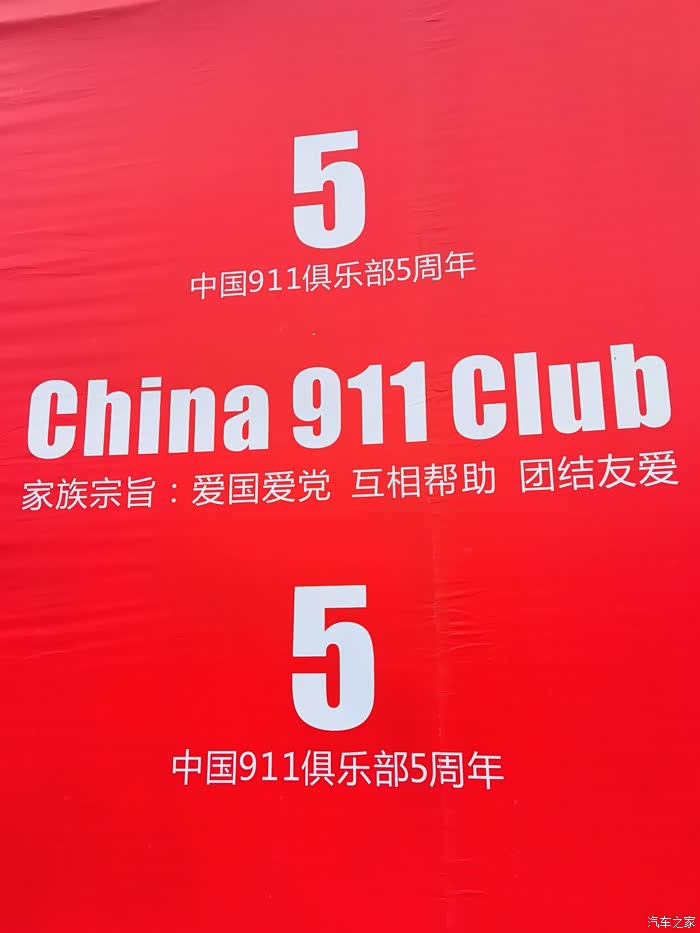 5
中国911俱乐部5周年
China 911 Club
家族宗旨：爱国爱党 互相帮助 团结友爱
5
中国911俱乐部5周年
汽车之家